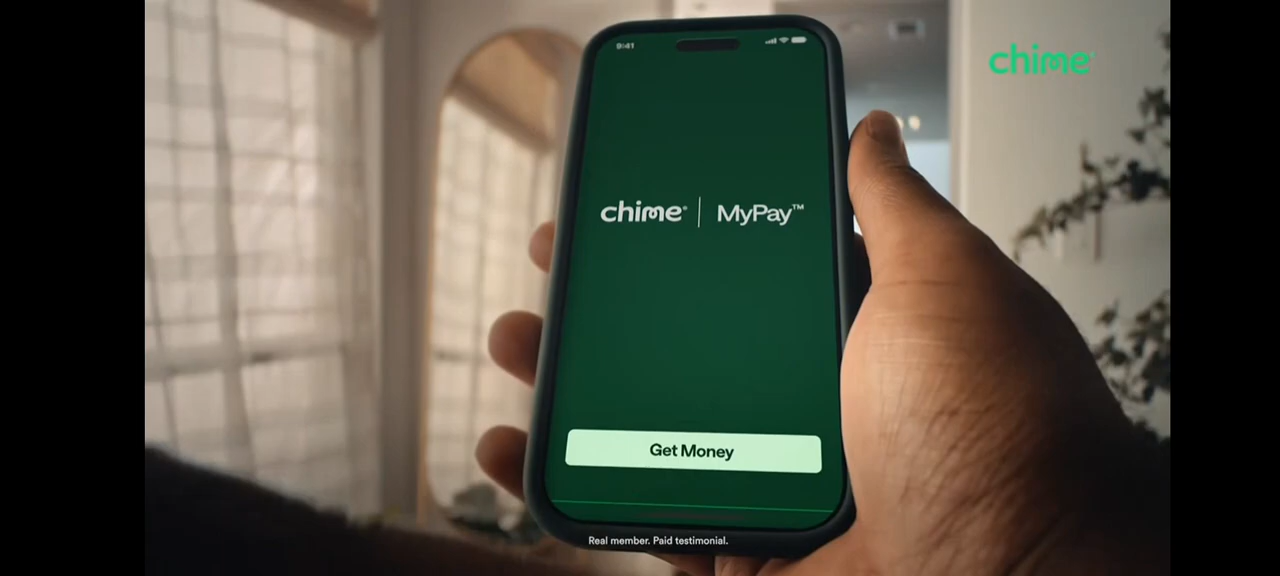 9:41
chime®
chime® | MyPay™
Get Money
Real member. Paid testimonial.